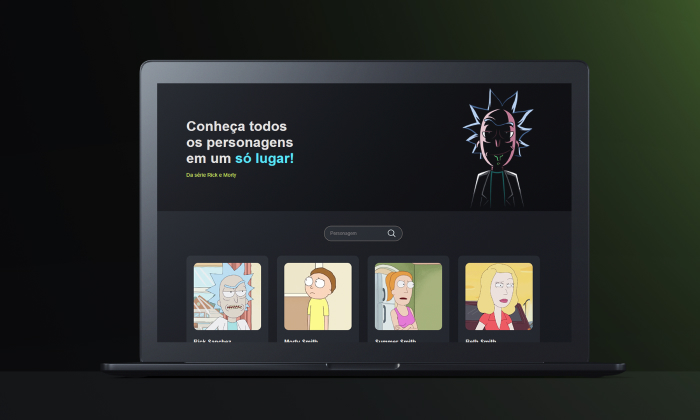 Conheça todos
os personagens
em um só lugar!
Da série Rick e Morty
Personagem
Rick Sanchez
Morty Smith
Summer Smith
Beth Smith